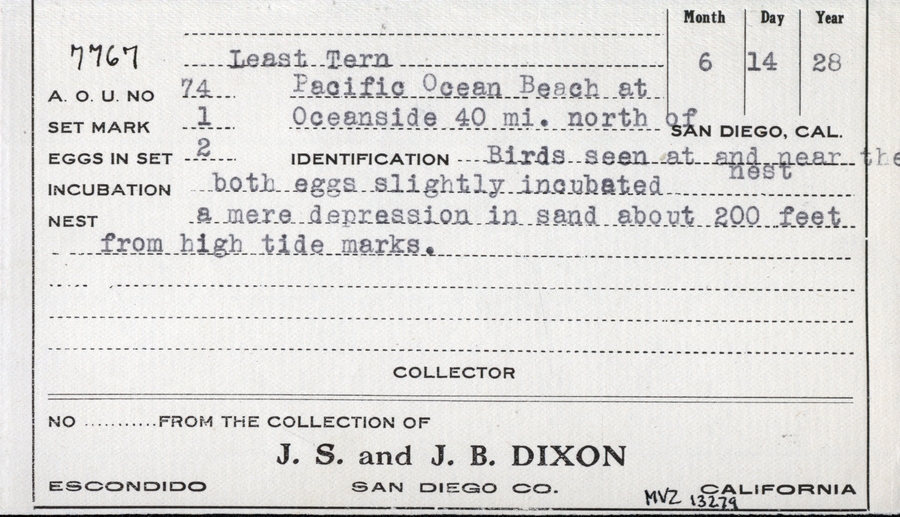 Month Day Year
7767
Least Tern 6 14 28
A. O. U. NO 74 Pacific Ocean Beach at
SET MARK 1 Oceanside 40 mi. north of SAN DIEGO, CAL.
EGGS IN SET 2 IDENTIFICATION Birds seen at and near the
nest
INCUBATION both eggs slightly incubated
NEST a mere depression in sand about 200 feet
from high tide marks.
COLLECTOR
NO ...........FROM THE COLLECTION OF
J. S. and J. B. DIXON
ESCONDIDO SAN DIEGO CO. CALIFORNIA
MVZ 13279